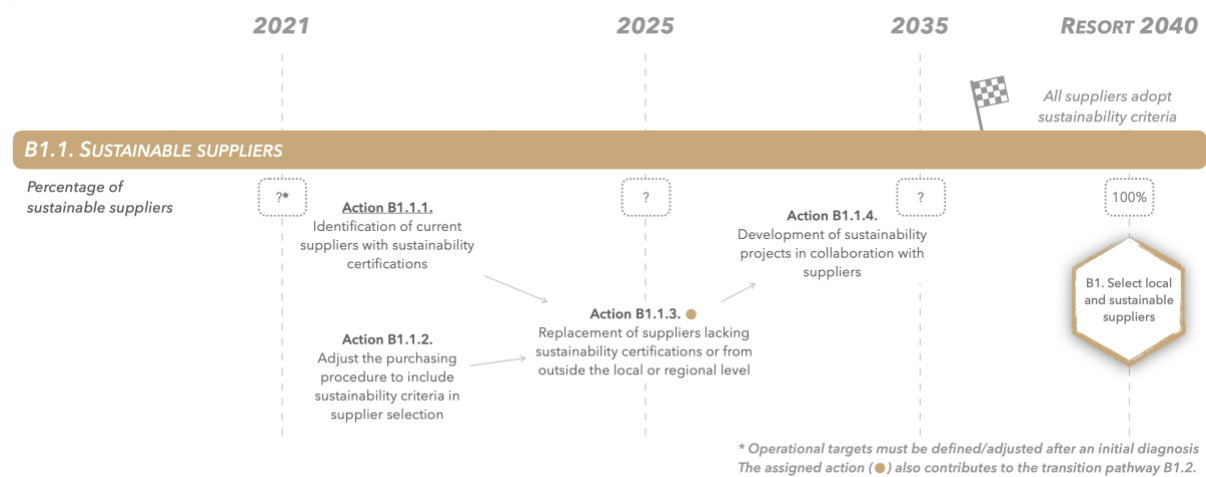 2021
2025
2035
RESORT 2040
All suppliers adopt
sustainability criteria
B1.1. SUSTAINABLE SUPPLIERS
Percentage of
sustainable suppliers
?*
?
?
100%
Action B1.1.1.
Identification of current
suppliers with sustainability
certifications
Action B1.1.2.
Adjust the purchasing
procedure to include
sustainability criteria in
supplier selection
Action B1.1.3.
Replacement of suppliers lacking
sustainability certifications or from
outside the local or regional level
Action B1.1.4.
Development of sustainability
projects in collaboration with
suppliers
B1. Select local
and sustainable
suppliers
* Operational targets must be defined/adjusted after an initial diagnosis
The assigned action (●) also contributes to the transition pathway B1.2.